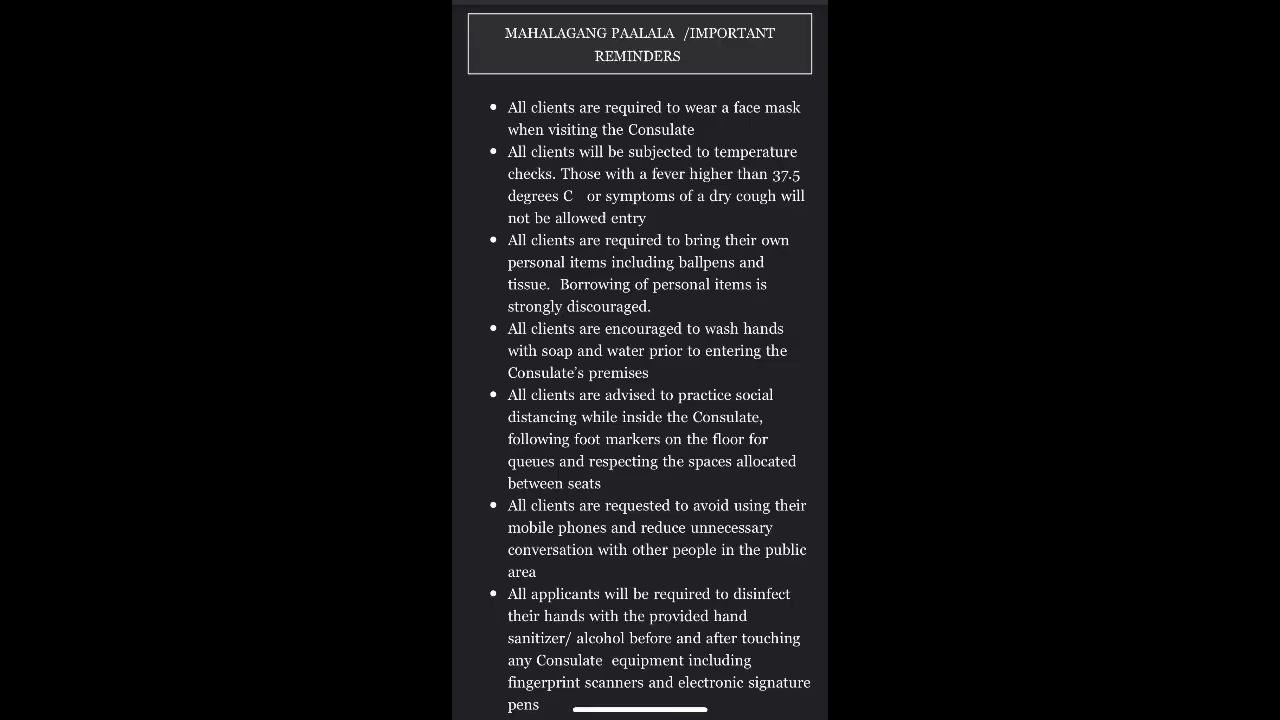 MAHALAGANG PAALALA /IMPORTANT
REMINDERS
• All clients are required to wear a face mask
when visiting the Consulate
• All clients will be subjected to temperature
checks. Those with a fever higher than 37.5
degrees C or symptoms of a dry cough will
not be allowed entry
• All clients are required to bring their own
personal items including ballpens and
tissue. Borrowing of personal items is
strongly discouraged.
• All clients are encouraged to wash hands
with soap and water prior to entering the
Consulate's premises
• All clients are advised to practice social
distancing while inside the Consulate,
following foot markers on the floor for
queues and respecting the spaces allocated
between seats
• All clients are requested to avoid using their
mobile phones and reduce unnecessary
conversation with other people in the public
area
• All applicants will be required to disinfect
their hands with the provided hand
sanitizer/ alcohol before and after touching
any Consulate equipment including
fingerprint scanners and electronic signature
pens